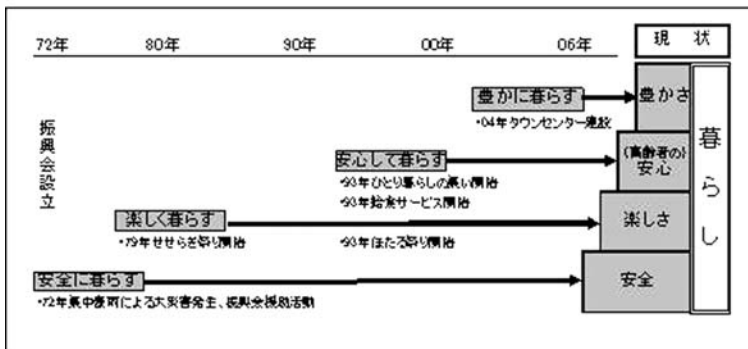 72年 80年 90年 00年 06年 現 状
豊かに暮らす 豊かさ
・04年タウンセンター建設
振興会設立
安心して暮らす (高齢者の)安心
・93年ひとり暮らしの集い開始
・93年給食サービス開始
楽しく暮らす 楽しさ
・79年せせらぎ祭り開始 ・93年ほたる祭り開始
安全に暮らす 安全
・72年集中豪雨による大災害発生、振興会援助活動
暮らし